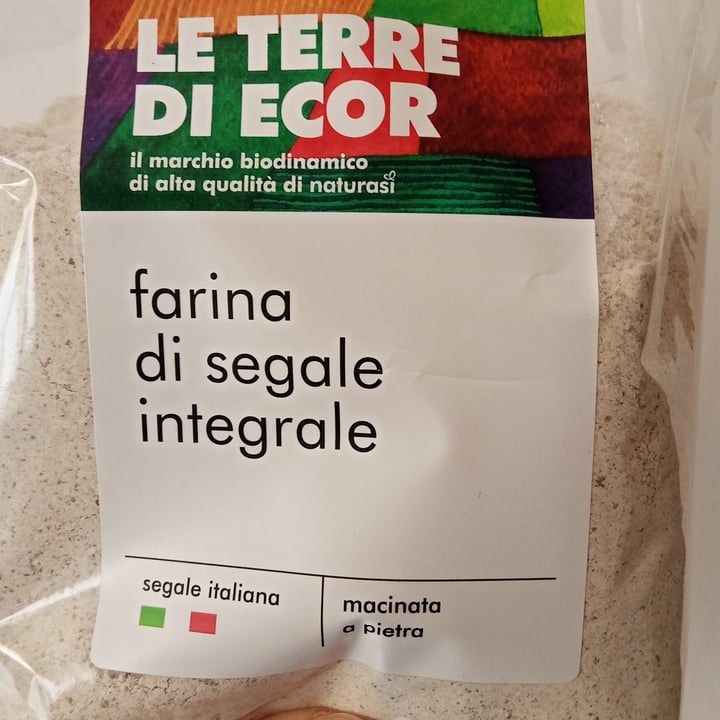 LE TERRE
DI ECOR
il marchio biodinamico
di alta qualità di naturasì
farina
di segale
integrale
segale italiana
macinata
a pietra